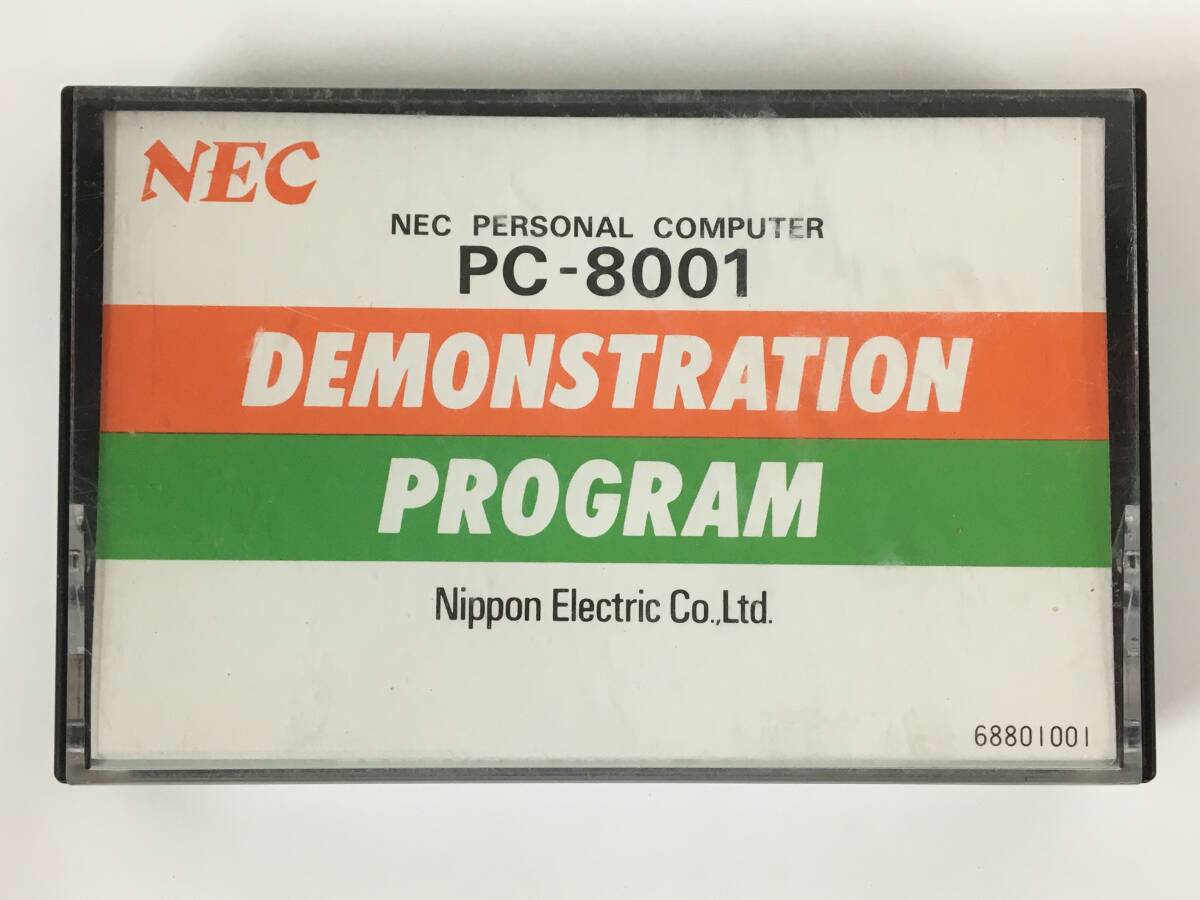 NEC
NEC PERSONAL COMPUTER
PC-8001
DEMONSTRATION
PROGRAM
Nippon Electric Co.,Ltd.
68801001